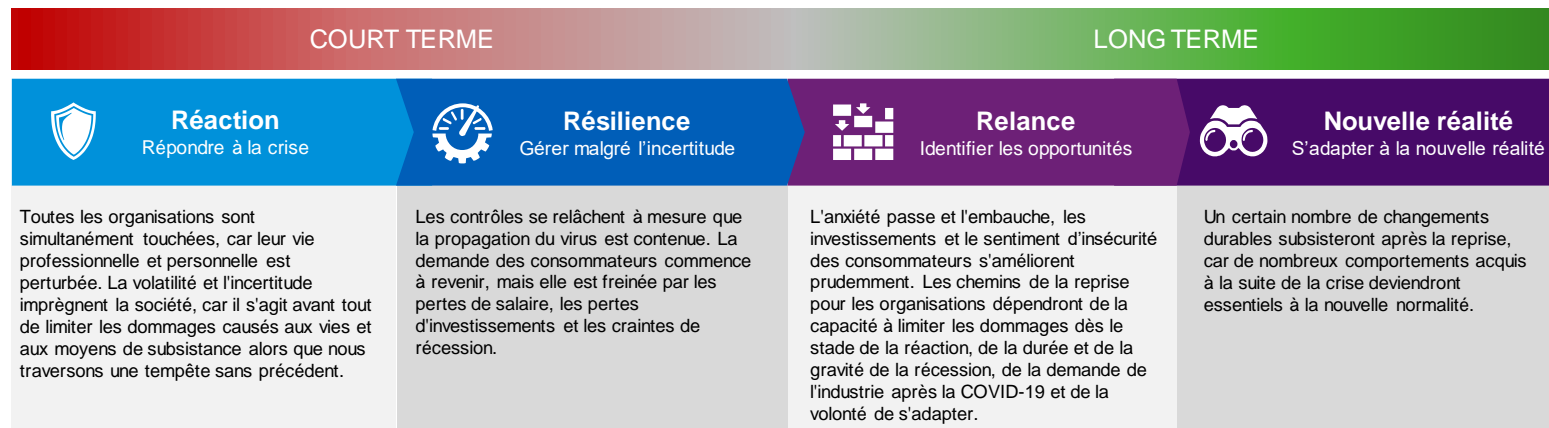 COURT TERME
LONG TERME
Réaction
Répondre à la crise
Résilience
Gérer malgré l'incertitude
Relance
Identifier les opportunités
Nouvelle réalité
S'adapter à la nouvelle réalité
Toutes les organisations sont
simultanément touchées, car leur vie
professionnelle et personnelle est
perturbée. La volatilité et l'incertitude
imprègnent la société, car il s'agit avant tout
de limiter les dommages causés aux vies et
aux moyens de subsistance alors que nous
traversons une tempête sans précédent.
Les contrôles se relâchent à mesure que
la propagation du virus est contenue. La
demande des consommateurs commence
à revenir, mais elle est freinée par les
pertes de salaire, les pertes
d'investissements et les craintes de
récession.
L'anxiété passe et l'embauche, les
investissements et le sentiment d'insécurité
des consommateurs s'améliorent
prudemment. Les chemins de la reprise
pour les organisations dépendront de la
capacité à limiter les dommages dès le
stade de la réaction, de la durée et de la
gravité de la récession, de la demande de
l'industrie après la COVID-19 et de la
volonté de s'adapter.
Un certain nombre de changements
durables subsisteront après la reprise,
car de nombreux comportements acquis
à la suite de la crise deviendront
essentiels à la nouvelle normalité.